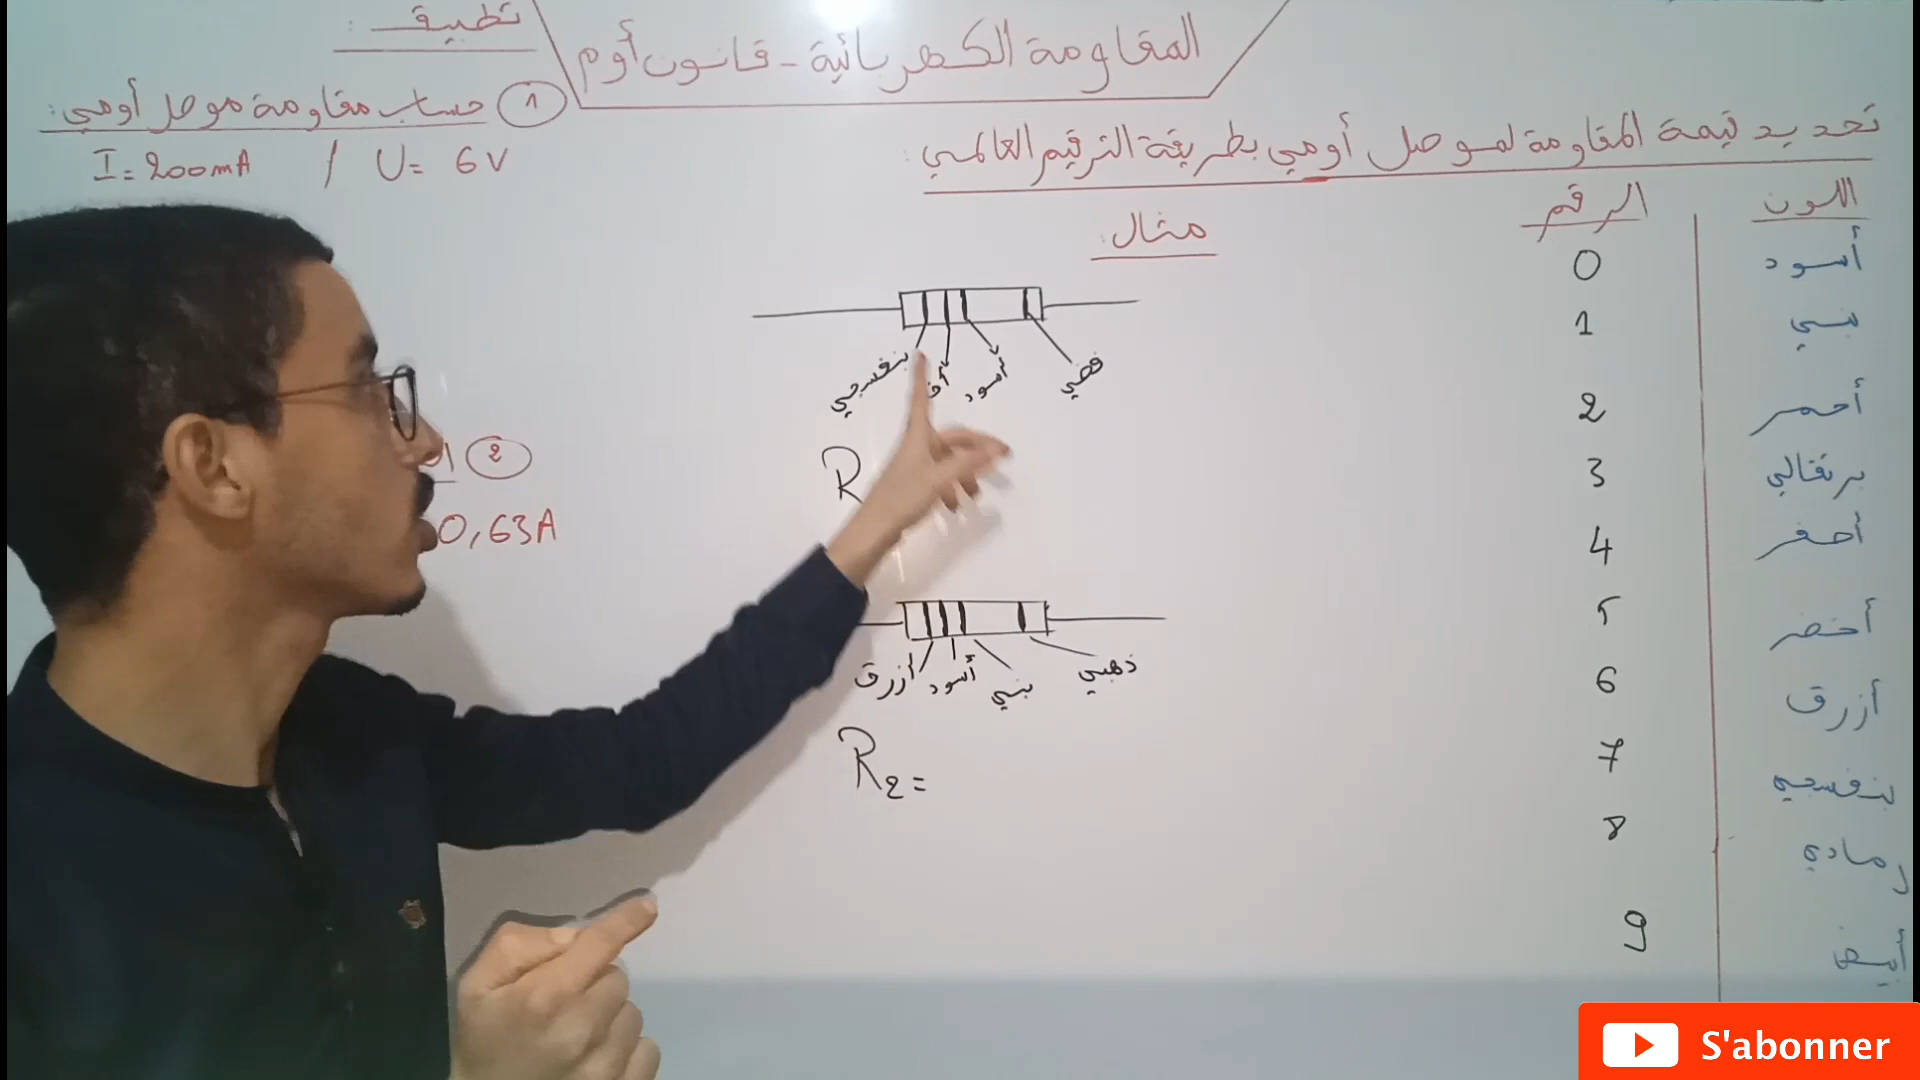 المقاومة الكهربائية - قانون أوم
تطبيق :
1 حساب مقاومة موصل أومي :
I = 200mA / U = 6V
تحديد قيمة المقاومة لموصل أومي بطريقة الترقيم العالمي :
مثال :
بنفسجي
أسود
فضي
R
2
0,63A
أزرق أسود بني ذهبي
R2 =
اللون الرقم
أسود 0
بني 1
أحمر 2
برتقالي 3
أصفر 4
أخضر 5
أزرق 6
بنفسجي 7
رمادي 8
أبيض 9
S'abonner